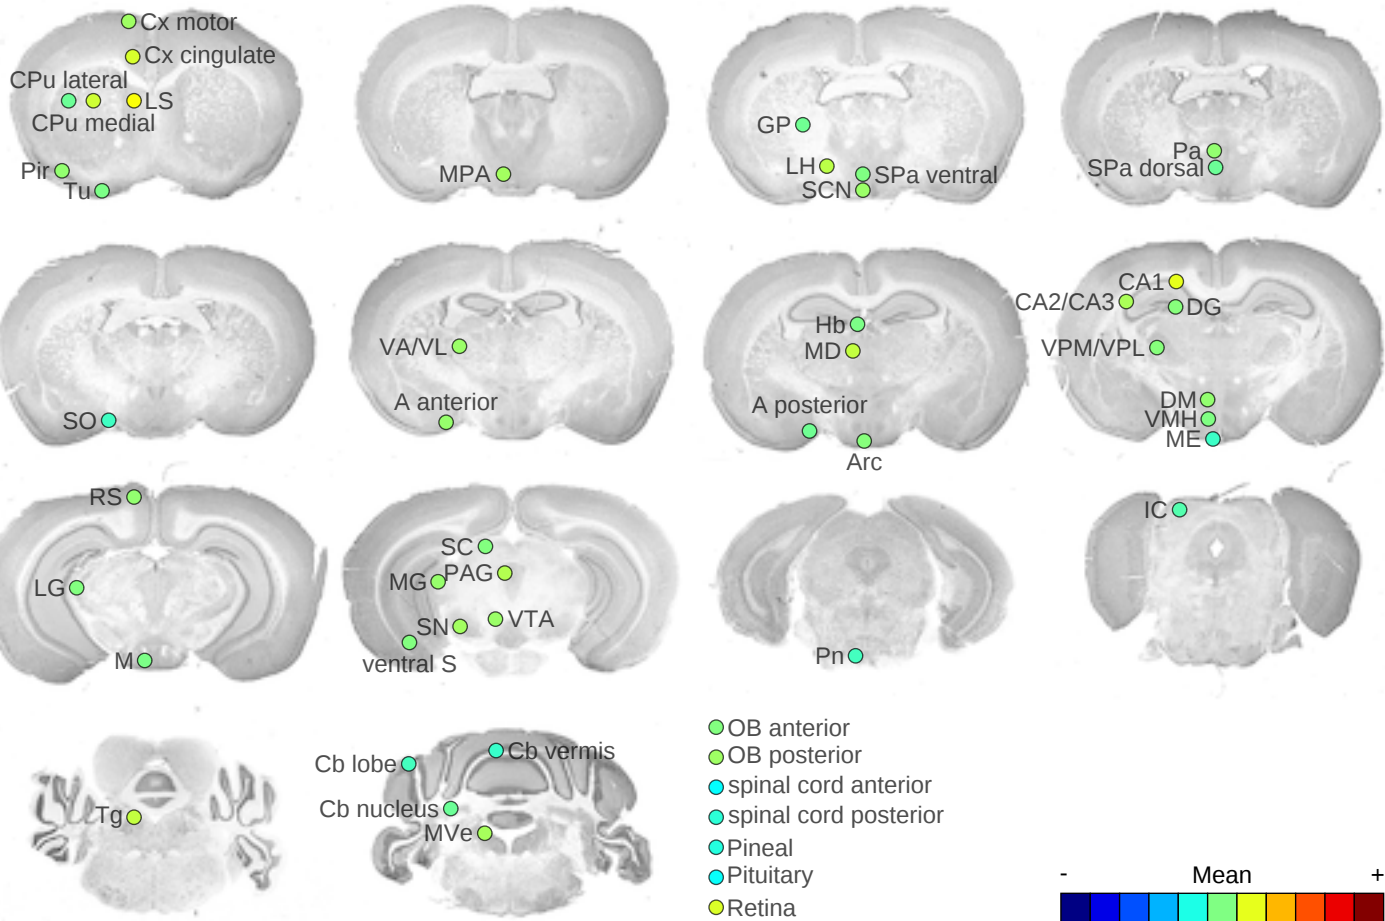 Cx motor
Cx cingulate
CPu lateral
LS
CPu medial
Pir
Tu
MPA
GP
LH
SPa ventral
SCN
Pa
SPa dorsal
SO
VA/VL
A anterior
Hb
MD
A posterior
Arc
CA1
CA2/CA3
DG
VPM/VPL
DM
VMH
ME
RS
LG
M
SC
MG
PAG
SN
VTA
ventral S
Pn
IC
Tg
Cb lobe
Cb vermis
Cb nucleus
MVe
OB anterior
OB posterior
spinal cord anterior
spinal cord posterior
Pineal
Pituitary
Retina
- Mean +